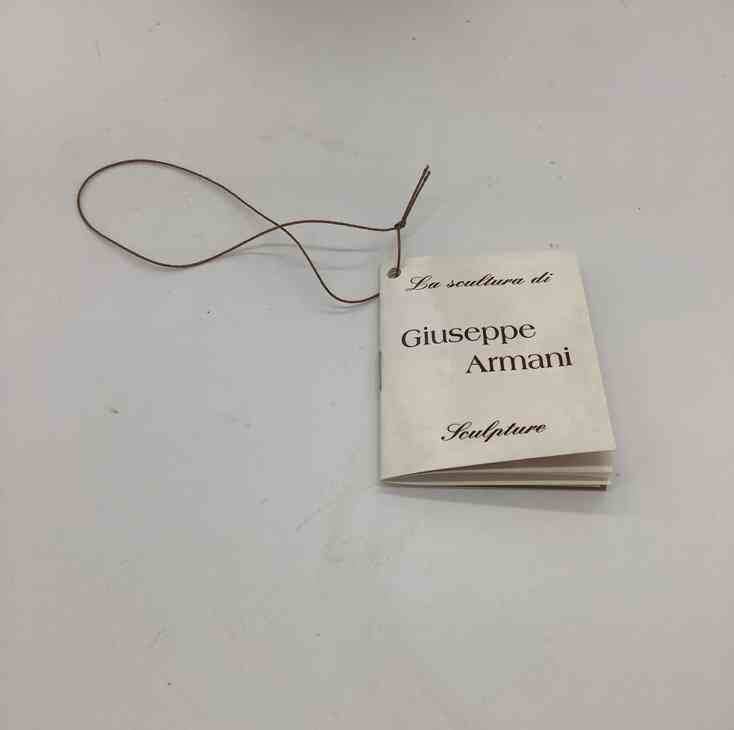 La scultura di
Giuseppe
Armani
Sculpture